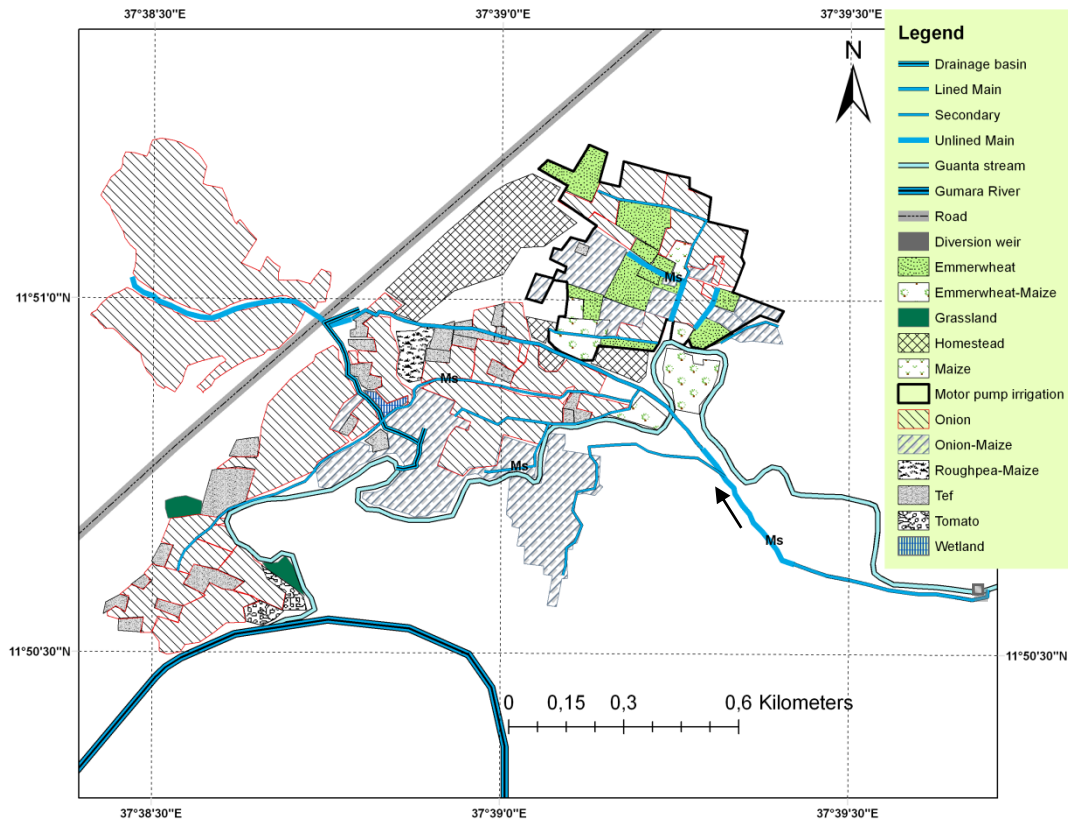 37°38'30"E
37°39'0"E
37°39'30"E
N
Legend
Drainage basin
Lined Main
Secondary
Unlined Main
Guanta stream
Gumara River
Road
Diversion weir
Emmerwheat
Emmerwheat-Maize
Grassland
Homestead
Maize
Motor pump irrigation
Onion
Onion-Maize
Roughpea-Maize
Tef
Tomato
Wetland
Ms
11°51'0"N
Ms
Ms
Ms
11°50'30"N
11°50'30"N
0 0,15 0,3 0,6 Kilometers
37°38'30"E
37°39'0"E
37°39'30"E